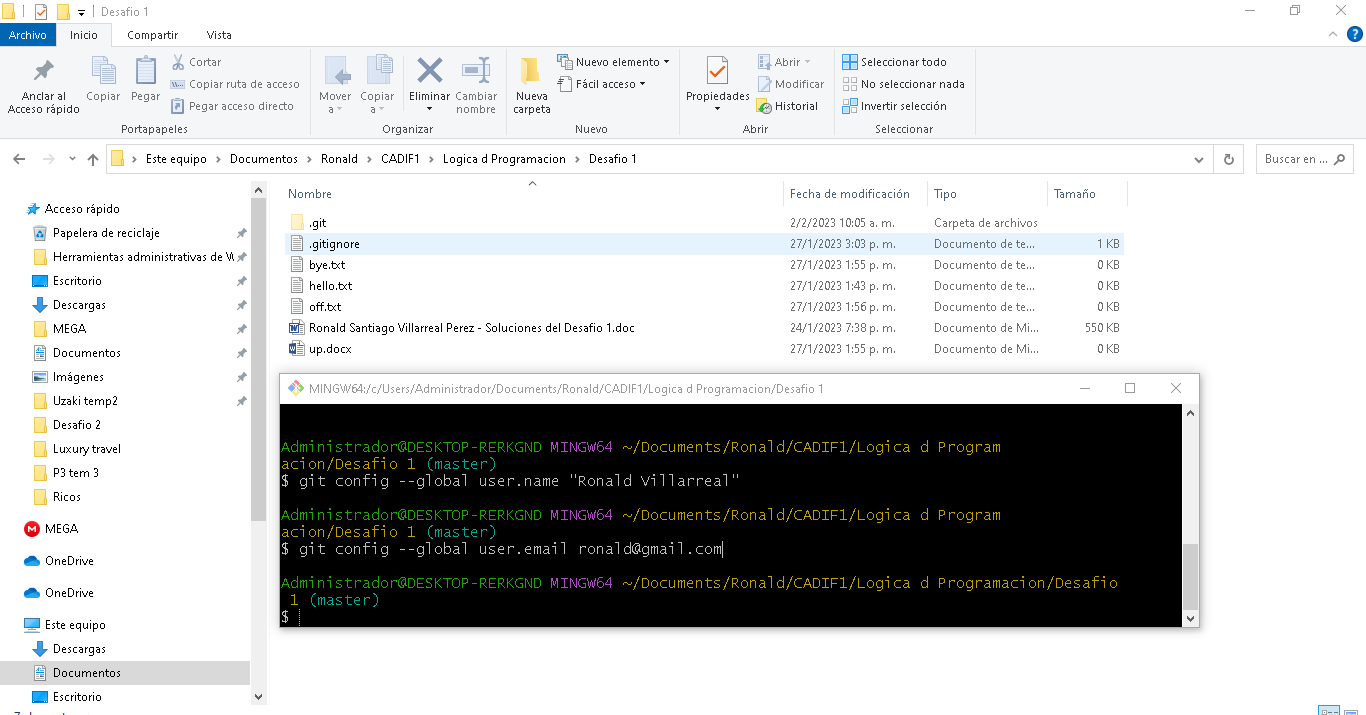 Desafio 1
Archivo Inicio Compartir Vista
Anclar al Acceso rápido
Copiar
Pegar
Cortar
Copiar ruta de acceso
Pegar acceso directo
Portapapeles
Mover a
Copiar a
Eliminar
Cambiar nombre
Organizar
Nueva carpeta
Nuevo elemento
Fácil acceso
Nuevo
Propiedades
Abrir
Modificar
Historial
Abrir
Seleccionar todo
No seleccionar nada
Invertir selección
Seleccionar
Este equipo > Documentos > Ronald > CADIF1 > Logica d Programacion > Desafio 1
Buscar en ...
Acceso rápido
Papelera de reciclaje
Herramientas administrativas de W
Escritorio
Descargas
MEGA
Documentos
Imágenes
Uzaki temp2
Desafio 2
Luxury travel
P3 tem 3
Ricos
MEGA
OneDrive
OneDrive
Este equipo
Descargas
Documentos
Escritorio
Nombre Fecha de modificación Tipo Tamaño
.git 2/2/2023 10:05 a. m. Carpeta de archivos
.gitignore 27/1/2023 3:03 p. m. Documento de te... 1 KB
bye.txt 27/1/2023 1:55 p. m. Documento de te... 0 KB
hello.txt 27/1/2023 1:43 p. m. Documento de te... 0 KB
off.txt 27/1/2023 1:56 p. m. Documento de te... 0 KB
Ronald Santiago Villarreal Perez - Soluciones del Desafio 1.doc 24/1/2023 7:38 p. m. Documento de Mi... 550 KB
up.docx 27/1/2023 1:55 p. m. Documento de Mi... 0 KB
MINGW64:/c/Users/Administrador/Documents/Ronald/CADIF1/Logica d Programacion/Desafio 1
Administrador@DESKTOP-RERKGND MINGW64 ~/Documents/Ronald/CADIF1/Logica d Program
acion/Desafio 1 (master)
$ git config --global user.name "Ronald Villarreal"
Administrador@DESKTOP-RERKGND MINGW64 ~/Documents/Ronald/CADIF1/Logica d Program
acion/Desafio 1 (master)
$ git config --global user.email ronald@gmail.com
Administrador@DESKTOP-RERKGND MINGW64 ~/Documents/Ronald/CADIF1/Logica d Programacion/Desafio
1 (master)
$